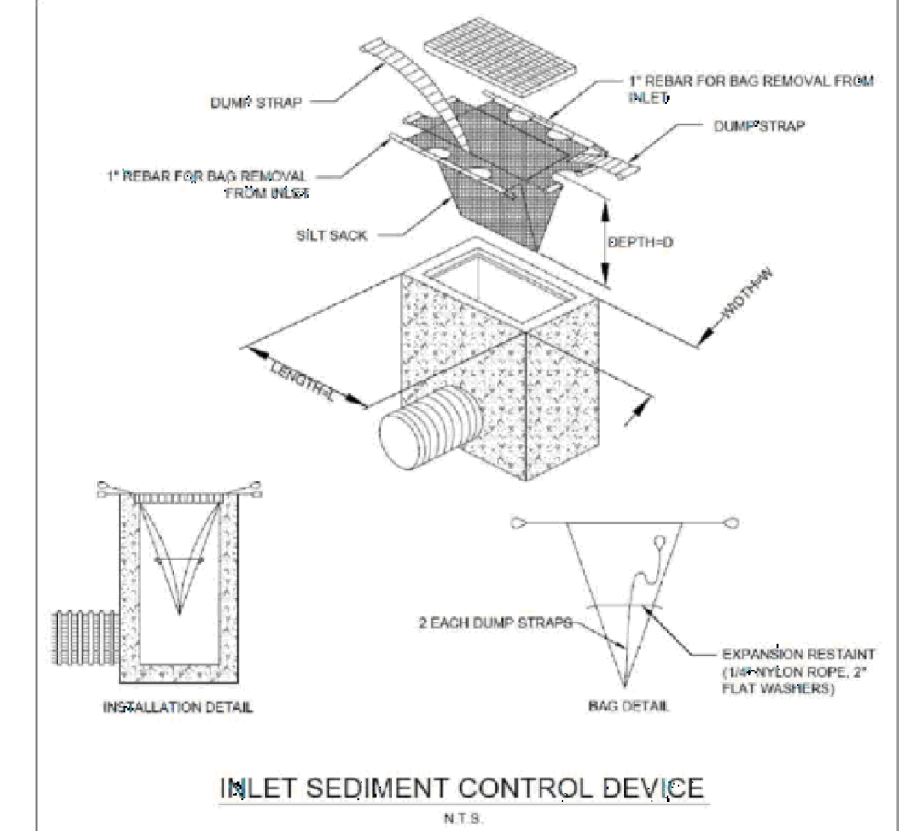 DUMP STRAP
1" REBAR FOR BAG REMOVAL FROM
INLET
DUMP STRAP
1" REBAR FOR BAG REMOVAL
FROM INLET
SILT SACK
DEPTH=D
WIDTH=W
LENGTH=L
2 EACH DUMP STRAPS
EXPANSION RESTAINT
(1/4" NYLON ROPE, 2"
FLAT WASHERS)
INSTALLATION DETAIL
BAG DETAIL
INLET SEDIMENT CONTROL DEVICE
N.T.S.